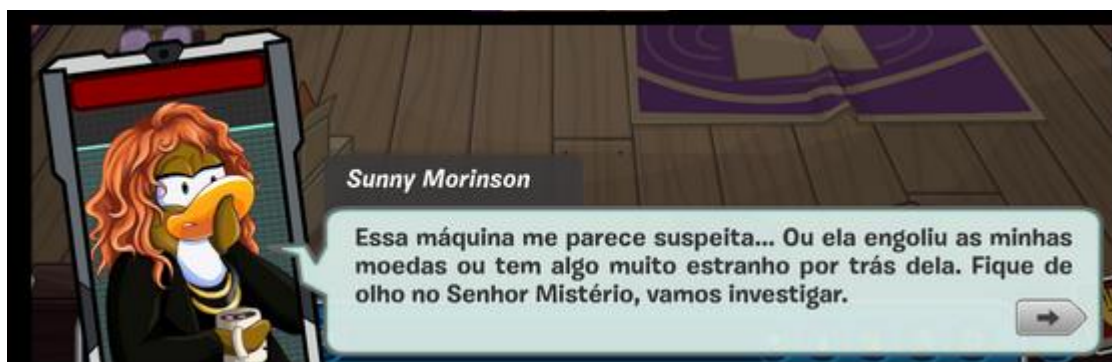 Sunny Morinson
Essa máquina me parece suspeita... Ou ela engoliu as minhas
moedas ou tem algo muito estranho por trás dela. Fique de
olho no Senhor Mistério, vamos investigar.